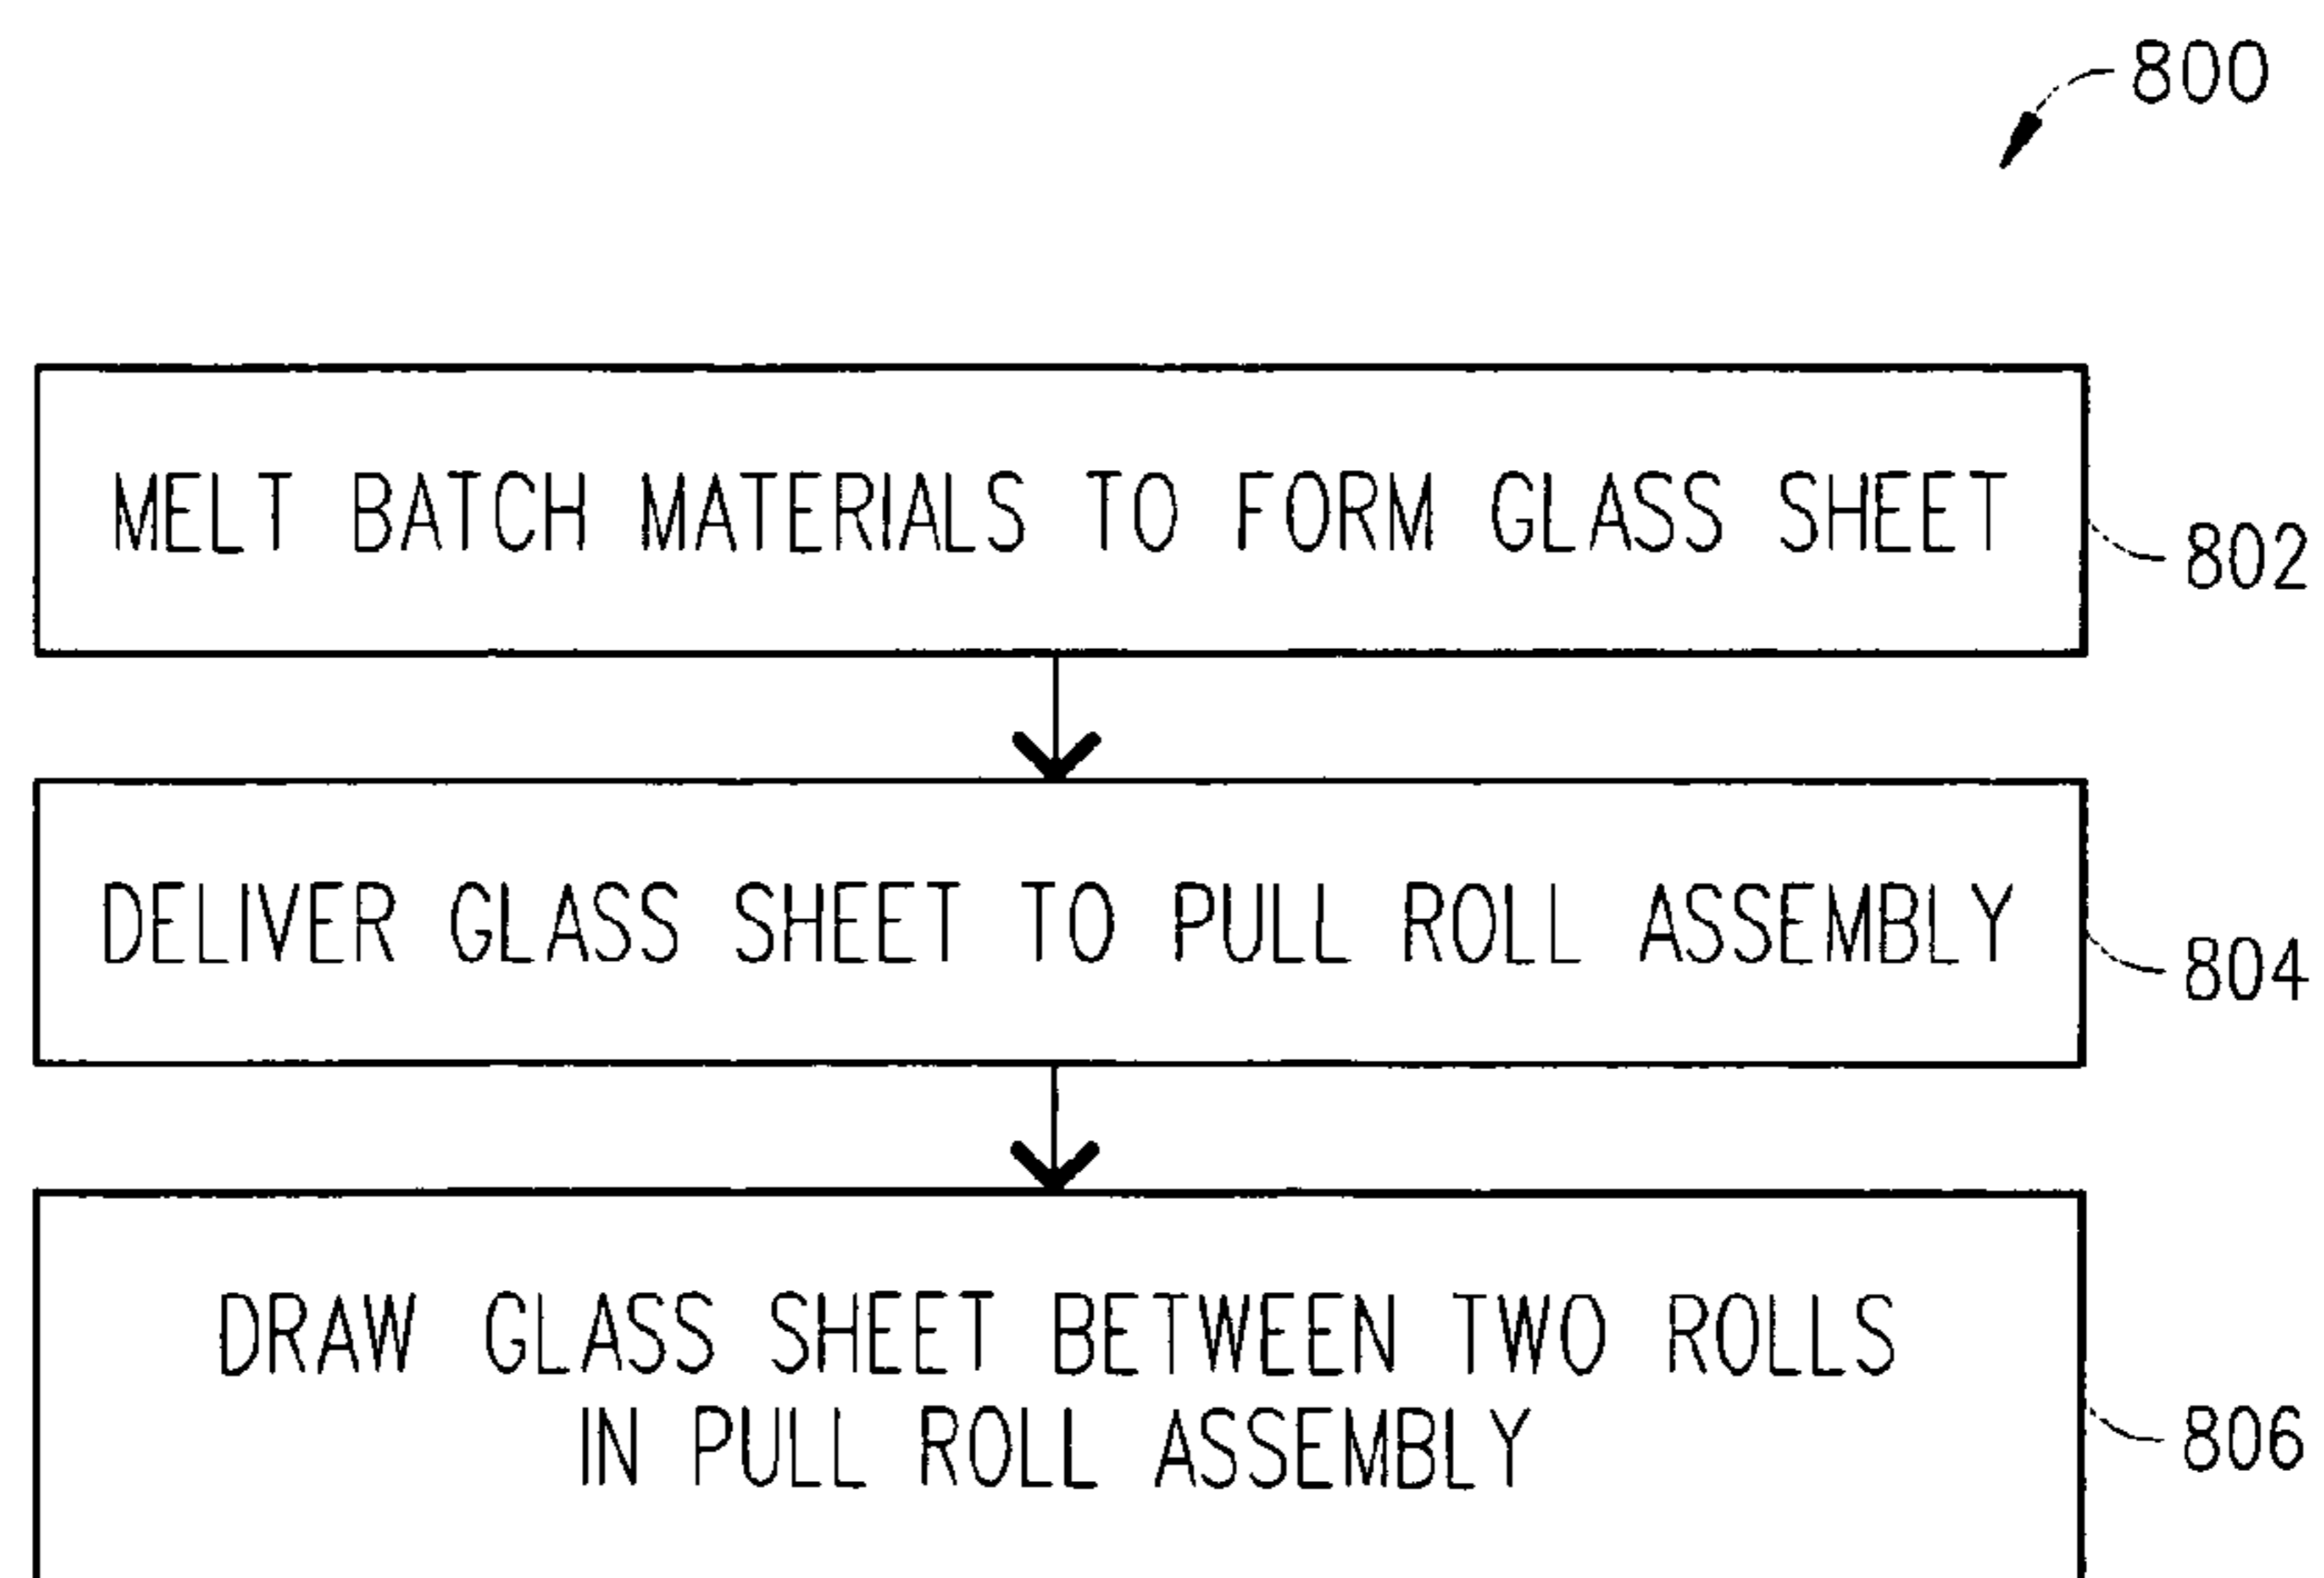 800
MELT BATCH MATERIALS TO FORM GLASS SHEET
802
DELIVER GLASS SHEET TO PULL ROLL ASSEMBLY
804
DRAW GLASS SHEET BETWEEN TWO ROLLS
IN PULL ROLL ASSEMBLY
806